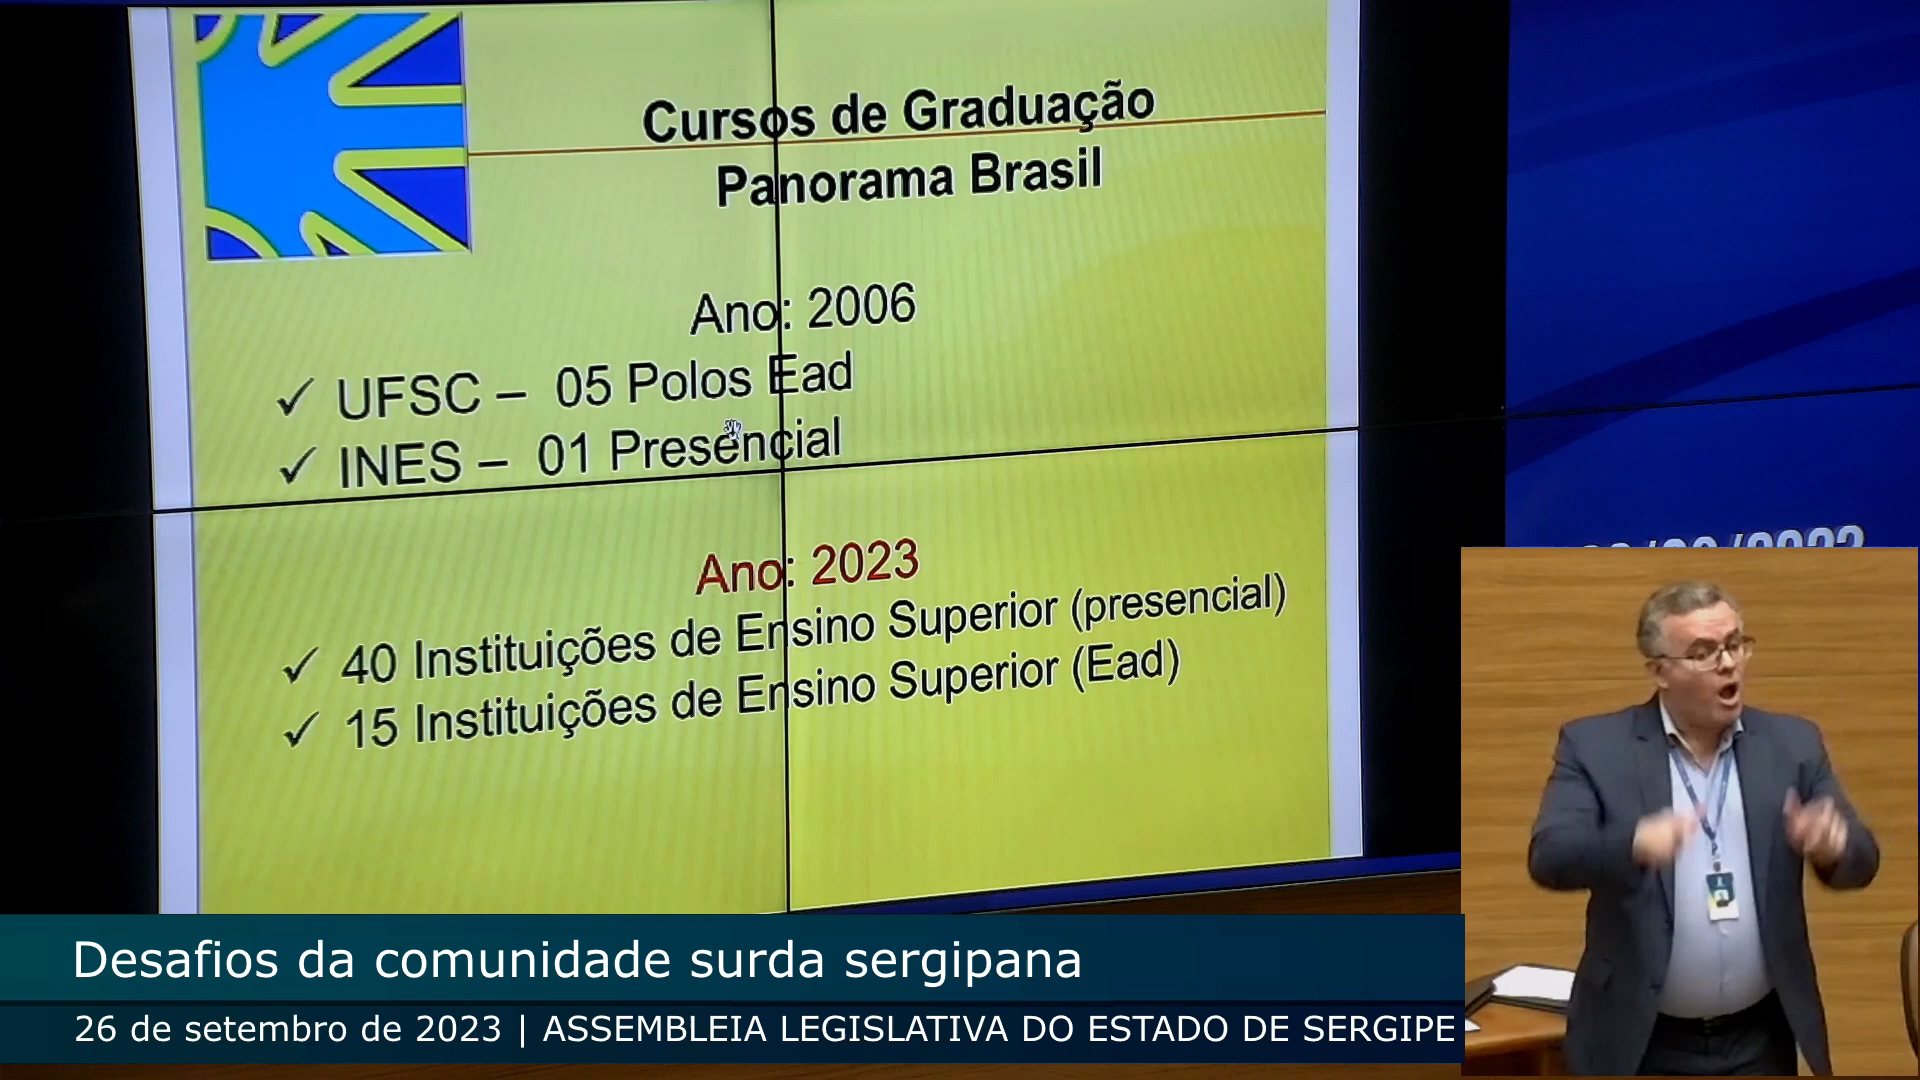 Cursos de Graduação
Panorama Brasil
Ano: 2006
✓ UFSC – 05 Polos Ead
✓ INES – 01 Presencial
Ano: 2023
✓ 40 Instituições de Ensino Superior (presencial)
✓ 15 Instituições de Ensino Superior (Ead)
Desafios da comunidade surda sergipana
26 de setembro de 2023 | ASSEMBLEIA LEGISLATIVA DO ESTADO DE SERGIPE